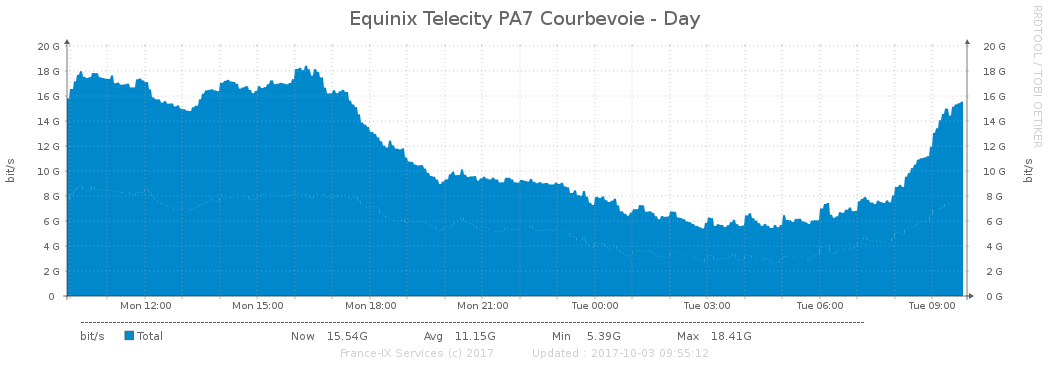 Equinix Telecity PA7 Courbevoie - Day
RRDTOOL / TOBI OETIKER
bit/s
20 G
18 G
16 G
14 G
12 G
10 G
8 G
6 G
4 G
2 G
0
20 G
18 G
16 G
14 G
12 G
10 G
8 G
6 G
4 G
2 G
0 G
bit/s
Mon 12:00 Mon 15:00 Mon 18:00 Mon 21:00 Tue 00:00 Tue 03:00 Tue 06:00 Tue 09:00
bit/s Total Now 15.54G Avg 11.15G Min 5.39G Max 18.41G
France-IX Services (c) 2017 Updated : 2017-10-03 09:55:12